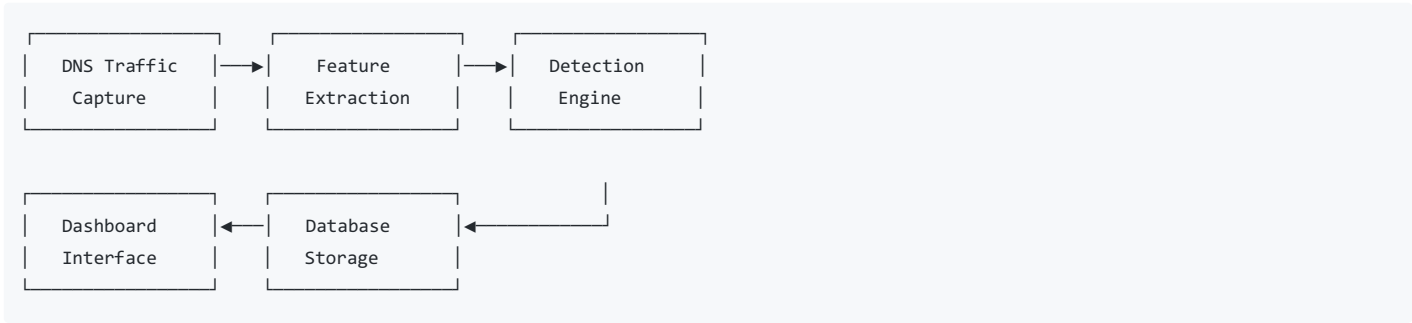 DNS Traffic Feature Detection
Capture Extraction Engine
Dashboard Database
Interface Storage